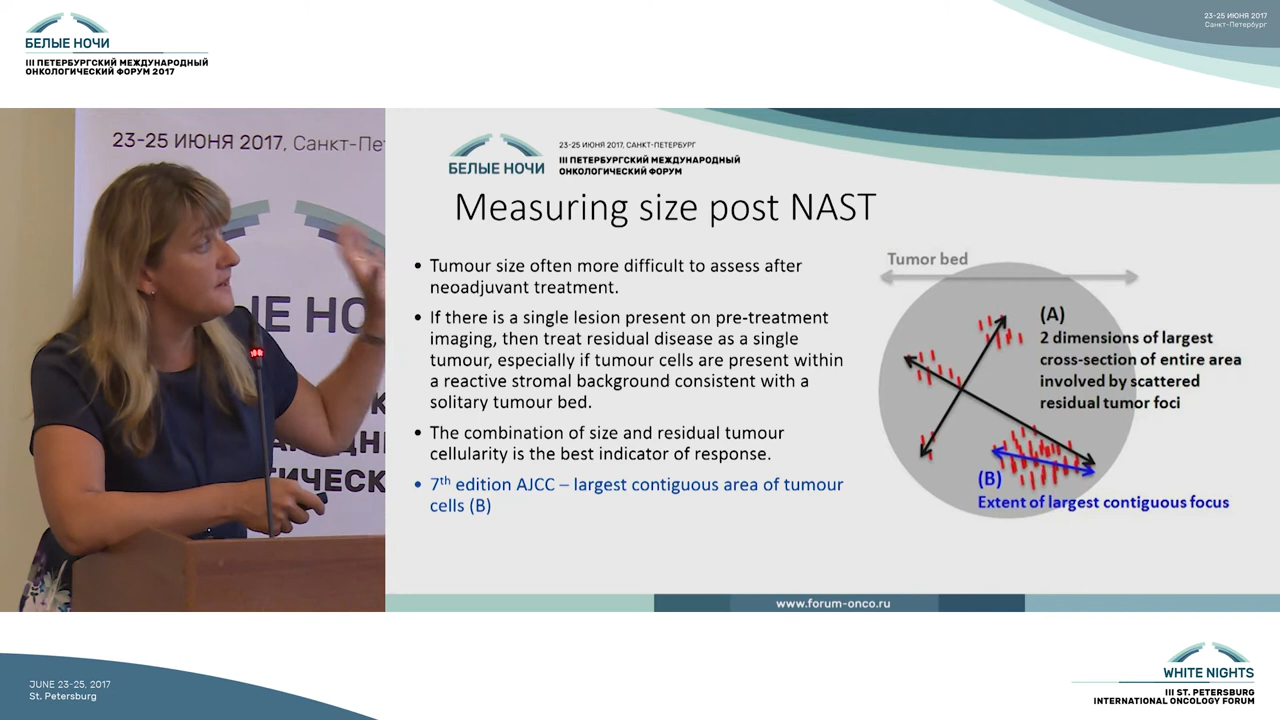 БЕЛЫЕ НОЧИ
III ПЕТЕРБУРГСКИЙ МЕЖДУНАРОДНЫЙ
ОНКОЛОГИЧЕСКИЙ ФОРУМ 2017
23-25 ИЮНЯ 2017
Санкт-Петербург
23-25 ИЮНЯ 2017, Санкт-Пе
БЕЛЫЕ НОЧИ
23-25 ИЮНЯ 2017, САНКТ-ПЕТЕРБУРГ
III ПЕТЕРБУРГСКИЙ МЕЖДУНАРОДНЫЙ
ОНКОЛОГИЧЕСКИЙ ФОРУМ
Measuring size post NAST
• Tumour size often more difficult to assess after
neoadjuvant treatment.
• If there is a single lesion present on pre-treatment
imaging, then treat residual disease as a single
tumour, especially if tumour cells are present within
a reactive stromal background consistent with a
solitary tumour bed.
• The combination of size and residual tumour
cellularity is the best indicator of response.
• 7th edition AJCC – largest contiguous area of tumour
cells (B)
Tumor bed
(A)
2 dimensions of largest
cross-section of entire area
involved by scattered
residual tumor foci
(B)
Extent of largest contiguous focus
www.forum-onco.ru
JUNE 23-25, 2017
St. Petersburg
WHITE NIGHTS
III ST. PETERSBURG
INTERNATIONAL ONCOLOGY FORUM